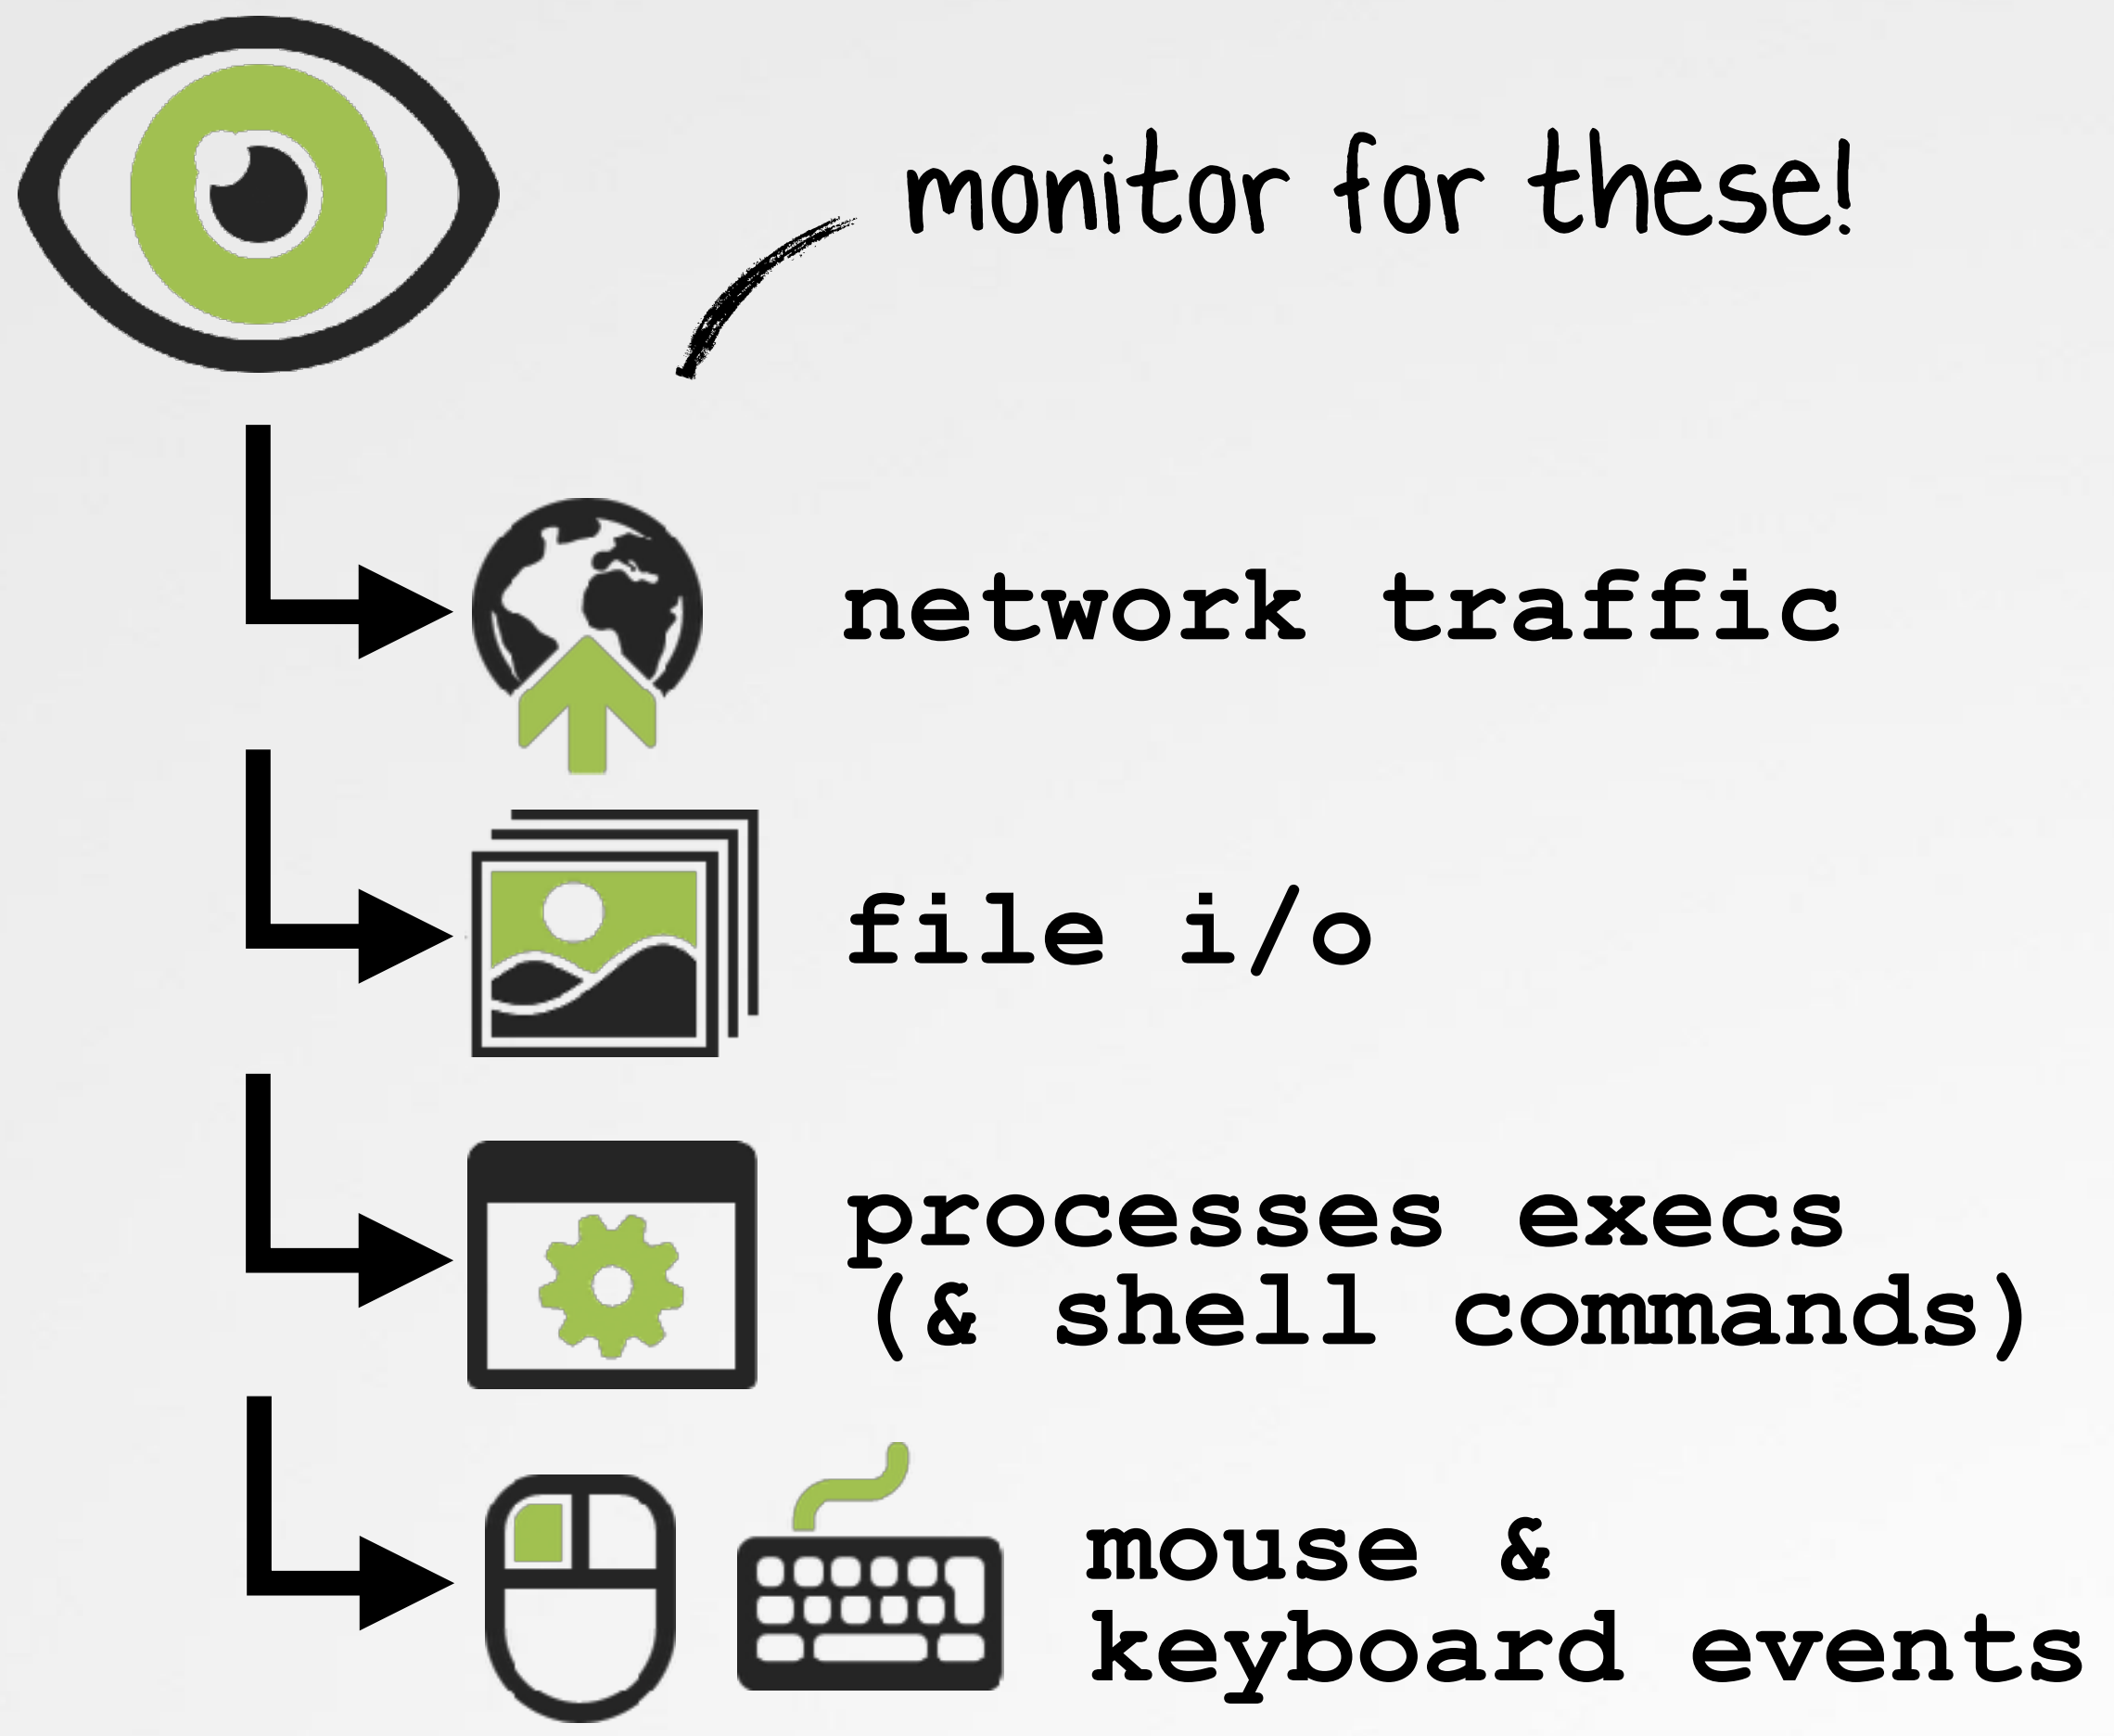 monitor for these!
network traffic
file i/o
processes execs
(& shell commands)
mouse &
keyboard events